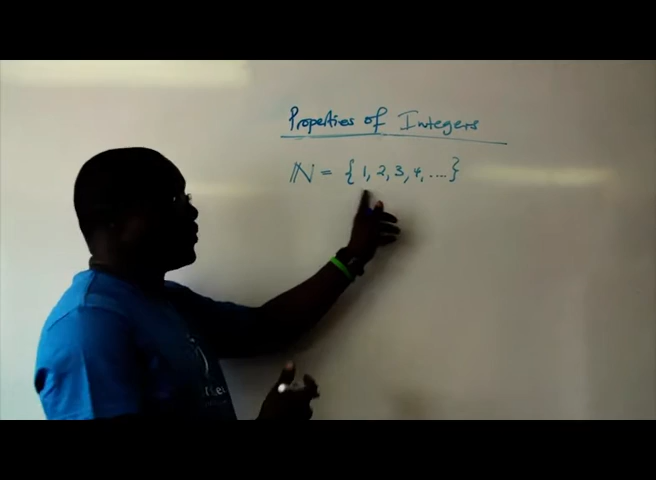 Properties of Integers
ℕ = {1, 2, 3, 4, ....}